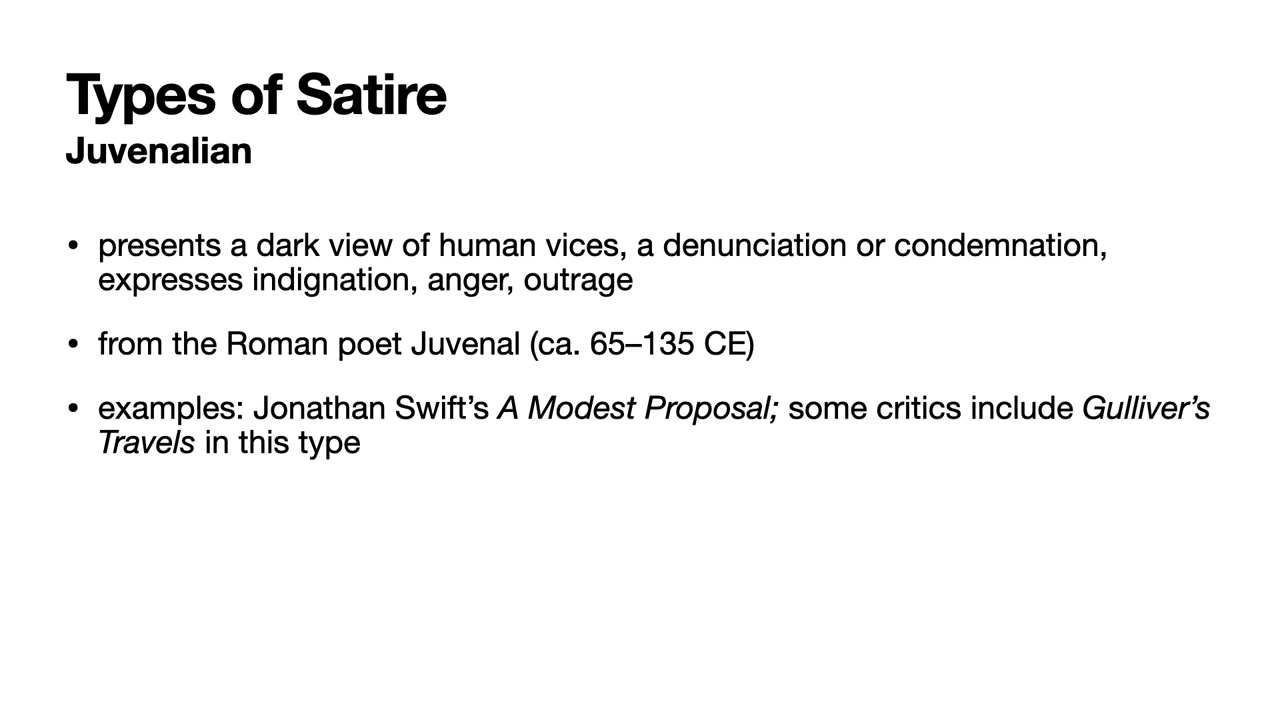 Types of Satire
Juvenalian
• presents a dark view of human vices, a denunciation or condemnation,
expresses indignation, anger, outrage
• from the Roman poet Juvenal (ca. 65–135 CE)
• examples: Jonathan Swift’s A Modest Proposal; some critics include Gulliver’s
Travels in this type